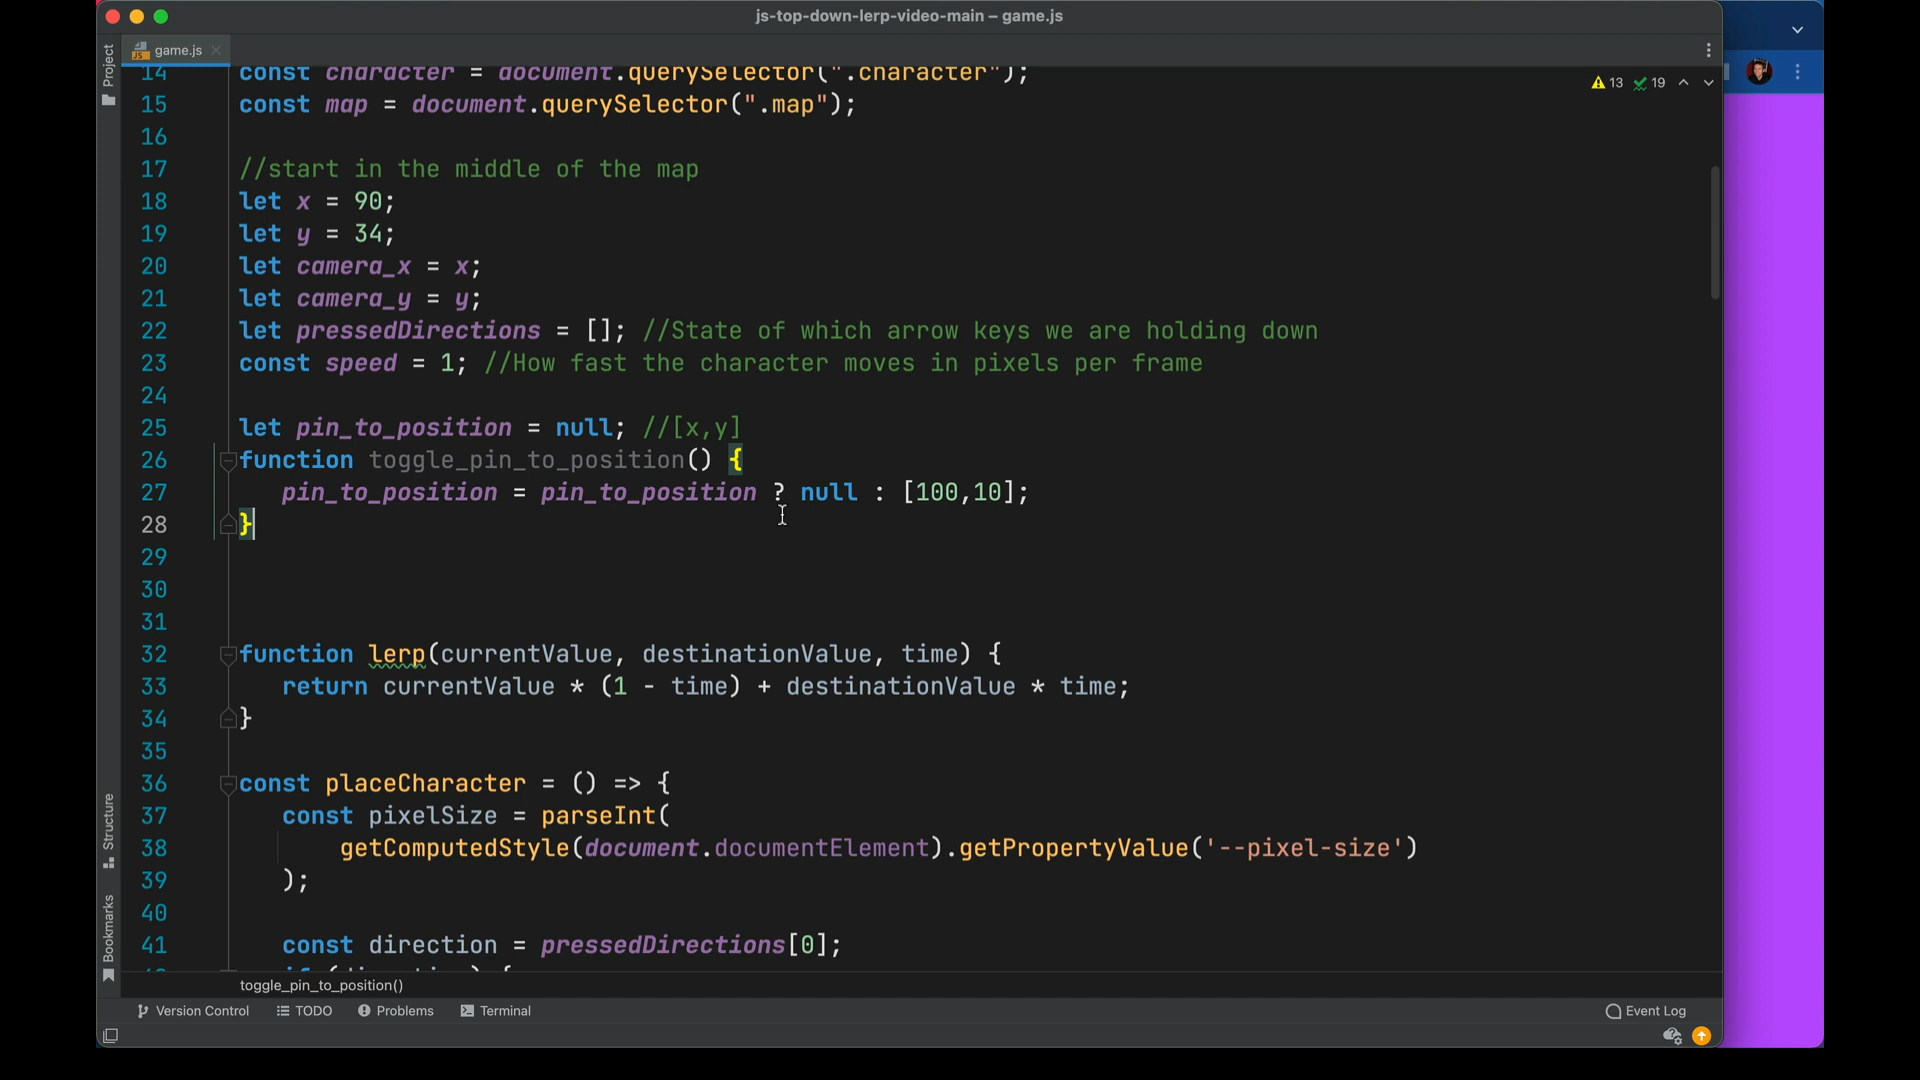 js-top-down-lerp-video-main – game.js
Project
game.js
13
19
14 const character = document.querySelector(".character");
15 const map = document.querySelector(".map");
16
17 //start in the middle of the map
18 let x = 90;
19 let y = 34;
20 let camera_x = x;
21 let camera_y = y;
22 let pressedDirections = []; //State of which arrow keys we are holding down
23 const speed = 1; //How fast the character moves in pixels per frame
24
25 let pin_to_position = null; //[x,y]
26 function toggle_pin_to_position() {
27 pin_to_position = pin_to_position ? null : [100,10];
28 }
29
30
31
32 function lerp(currentValue, destinationValue, time) {
33 return currentValue * (1 - time) + destinationValue * time;
34 }
35
36 const placeCharacter = () => {
37 const pixelSize = parseInt(
38 getComputedStyle(document.documentElement).getPropertyValue('--pixel-size')
39 );
40
41 const direction = pressedDirections[0];
Structure
Bookmarks
toggle_pin_to_position()
Version Control
TODO
Problems
Terminal
Event Log